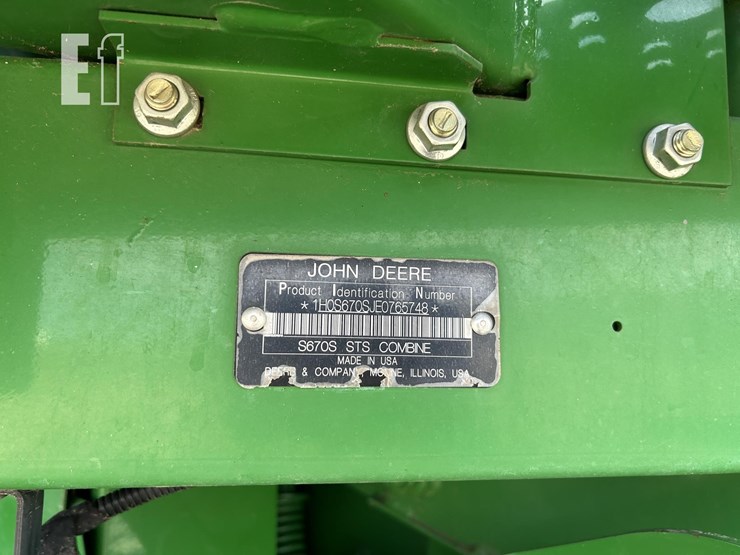 Ef
JOHN DEERE
Product Identification Number
*1H0S670SJE0765748*
S670S STS COMBINE
MADE IN USA
DEERE & COMPANY MOLINE, ILLINOIS, USA